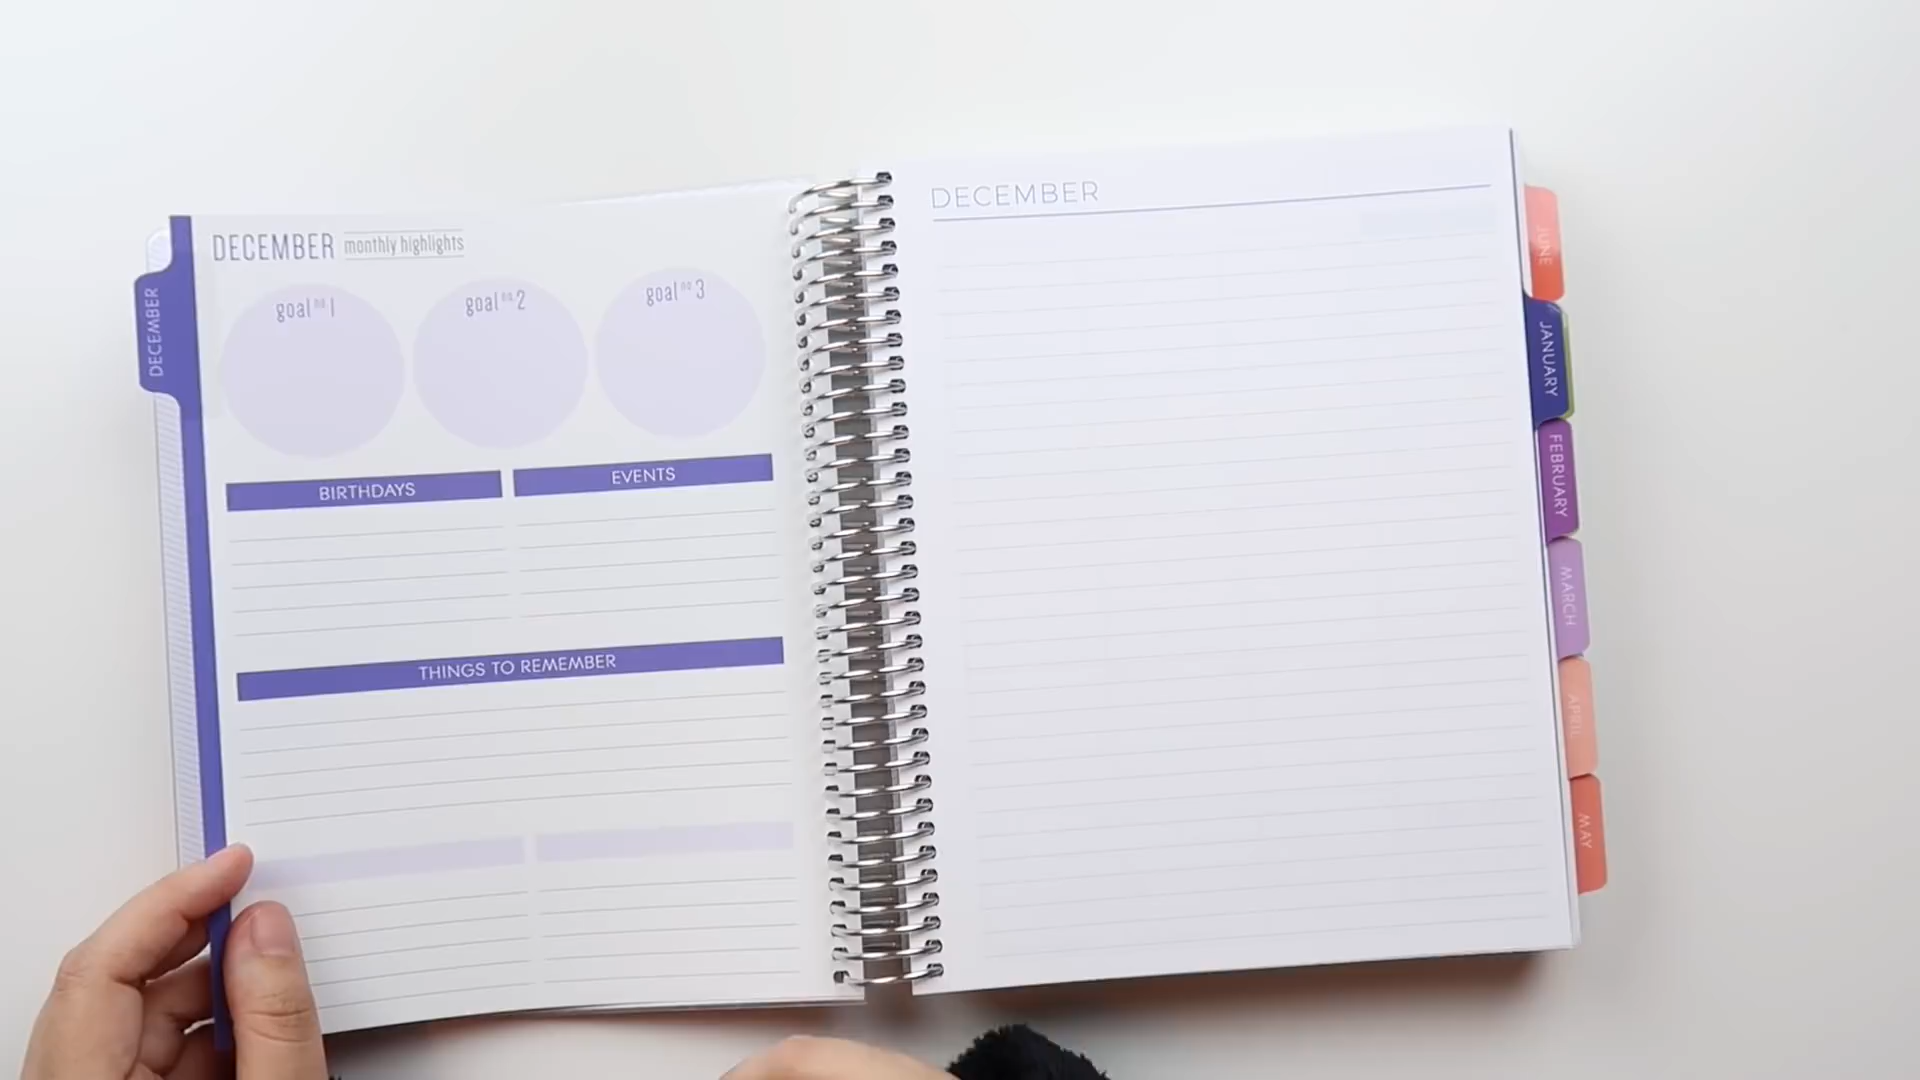 DECEMBER monthly highlights
goal no. 1
goal no. 2
goal no. 3
DECEMBER
BIRTHDAYS
EVENTS
THINGS TO REMEMBER
DECEMBER
JUNE
JANUARY
FEBRUARY
MARCH
APRIL
MAY